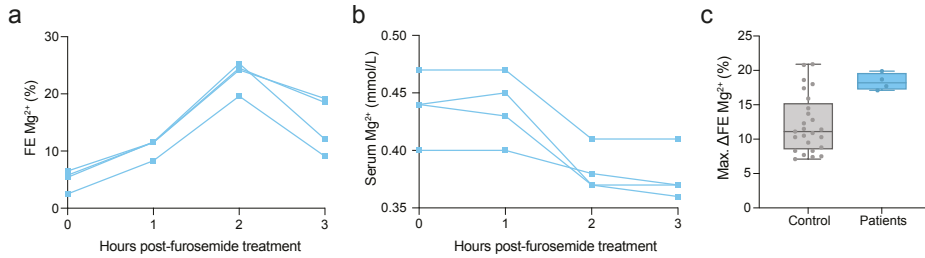 a
FE Mg²⁺ (%)
30
20
10
0
0 1 2 3
Hours post-furosemide treatment
b
Serum Mg²⁺ (mmol/L)
0.50
0.45
0.40
0.35
0 1 2 3
Hours post-furosemide treatment
c
Max. ΔFE Mg²⁺ (%)
25
20
15
10
5
0
Control Patients